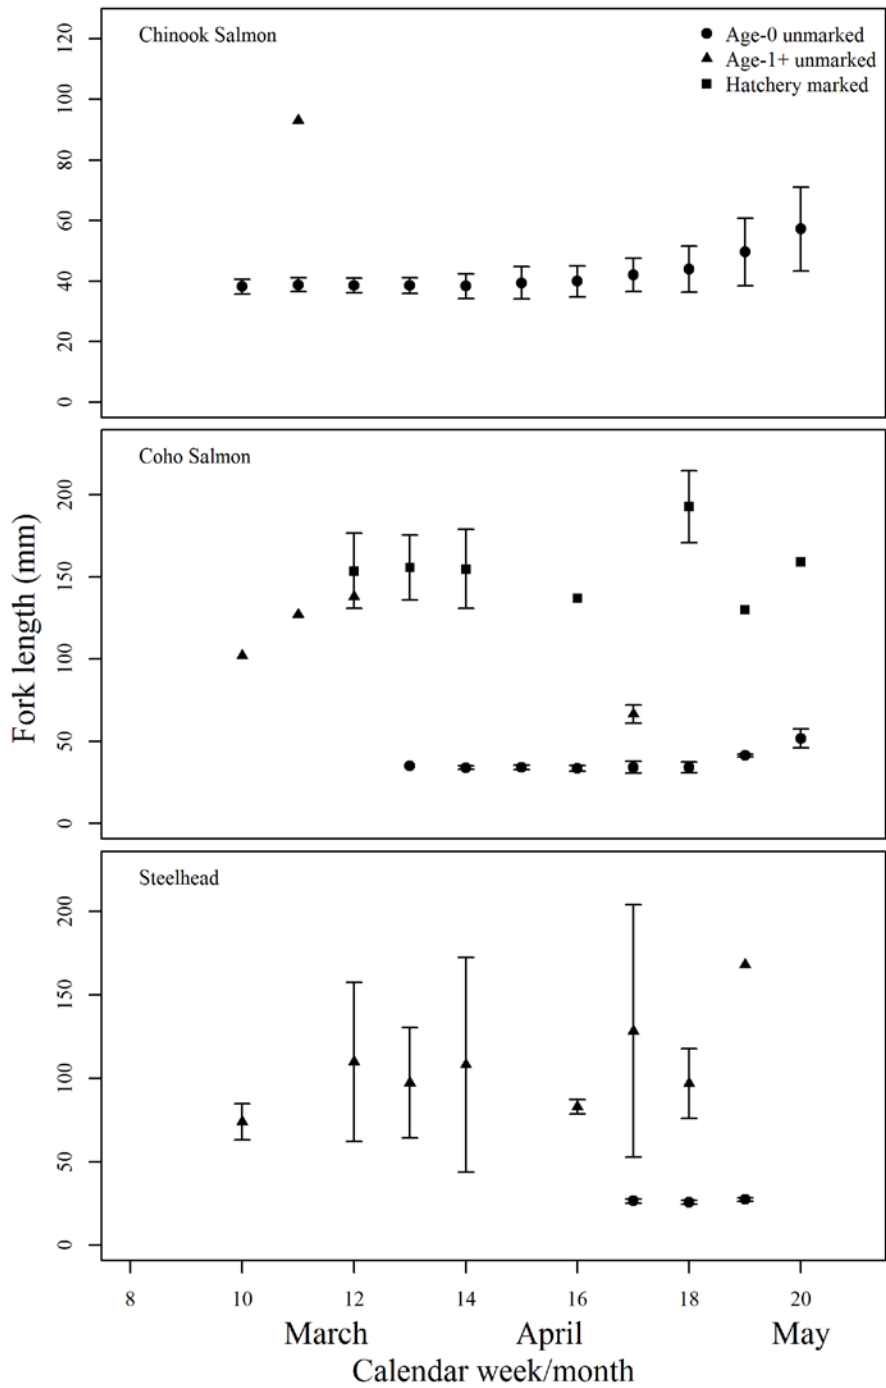 Chinook Salmon
Age-0 unmarked
Age-1+ unmarked
Hatchery marked
120
100
80
60
40
20
0
Coho Salmon
200
150
100
50
0
Fork length (mm)
Steelhead
200
150
100
50
0
8 10 12 14 16 18 20
March April May
Calendar week/month